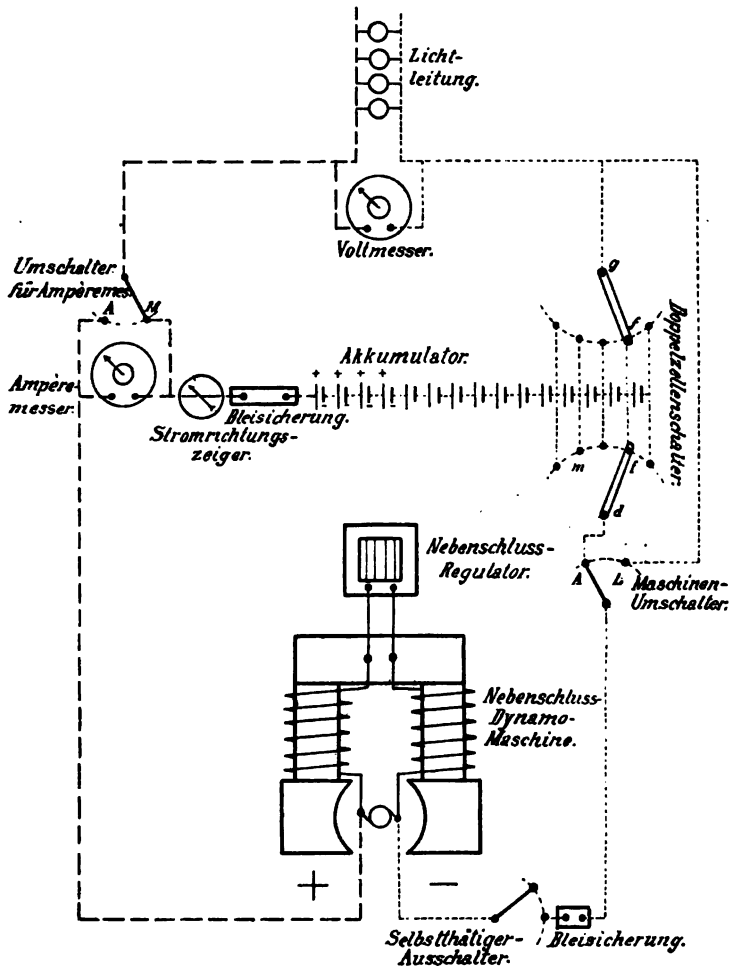 Licht-
leitung.
Voltmesser.
Umschalter
für Ampèremes.
A M
g
f
Doppelzellenschalter.
Akkumulator.
+ + + +
- -
Ampère-
messer.
Bleisicherung.
Stromrichtungs-
zeiger.
m f
d
Nebenschluss-
Regulator.
A L
Maschinen-
Umschalter.
Nebenschluss-
Dynamo-
Maschine.
+ −
Selbstthätiger-
Ausschalter.
Bleisicherung.